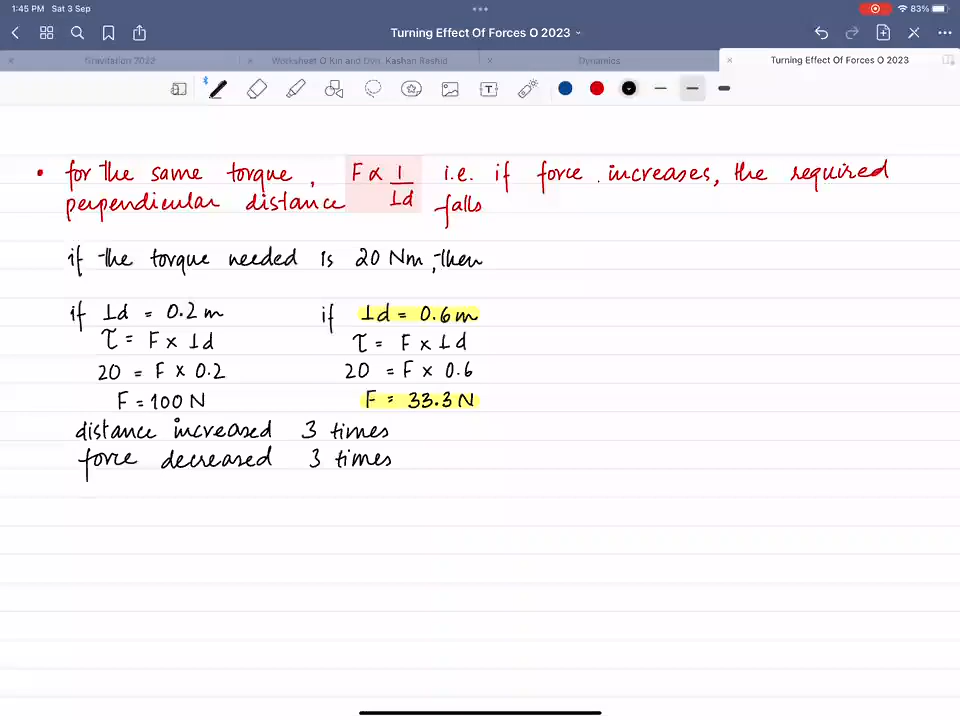 1:45 PM Sat 3 Sep
83%
Turning Effect Of Forces O 2023
Gravitation 2023
Worksheet O Kin and Dyn, Kashan Rashid
Dynamics
Turning Effect Of Forces O 2023
• for the same torque, F ∝ 1/⊥d i.e. if force increases, the required
perpendicular distance falls
if the torque needed is 20 Nm, then
if ⊥d = 0.2 m
τ = F × ⊥d
20 = F × 0.2
F = 100 N
if ⊥d = 0.6 m
τ = F × ⊥d
20 = F × 0.6
F = 33.3 N
distance increased 3 times
force decreased 3 times